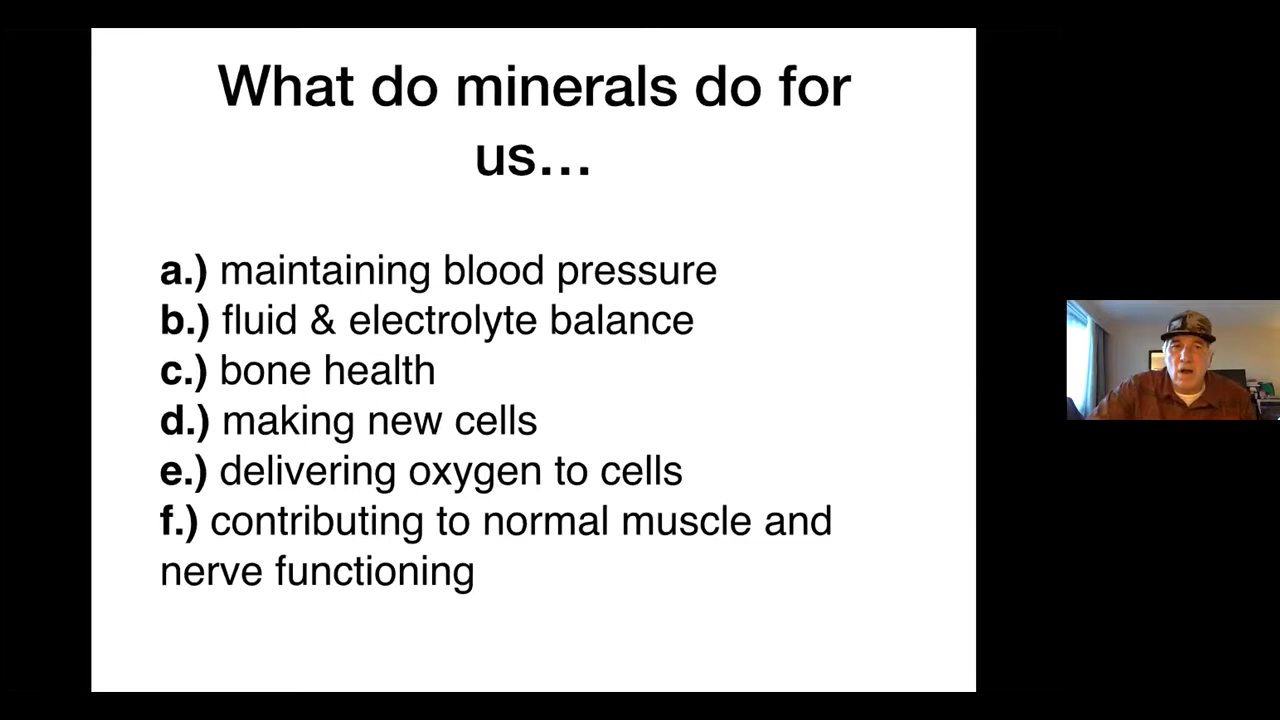 What do minerals do for
us…
a.) maintaining blood pressure
b.) fluid & electrolyte balance
c.) bone health
d.) making new cells
e.) delivering oxygen to cells
f.) contributing to normal muscle and
nerve functioning